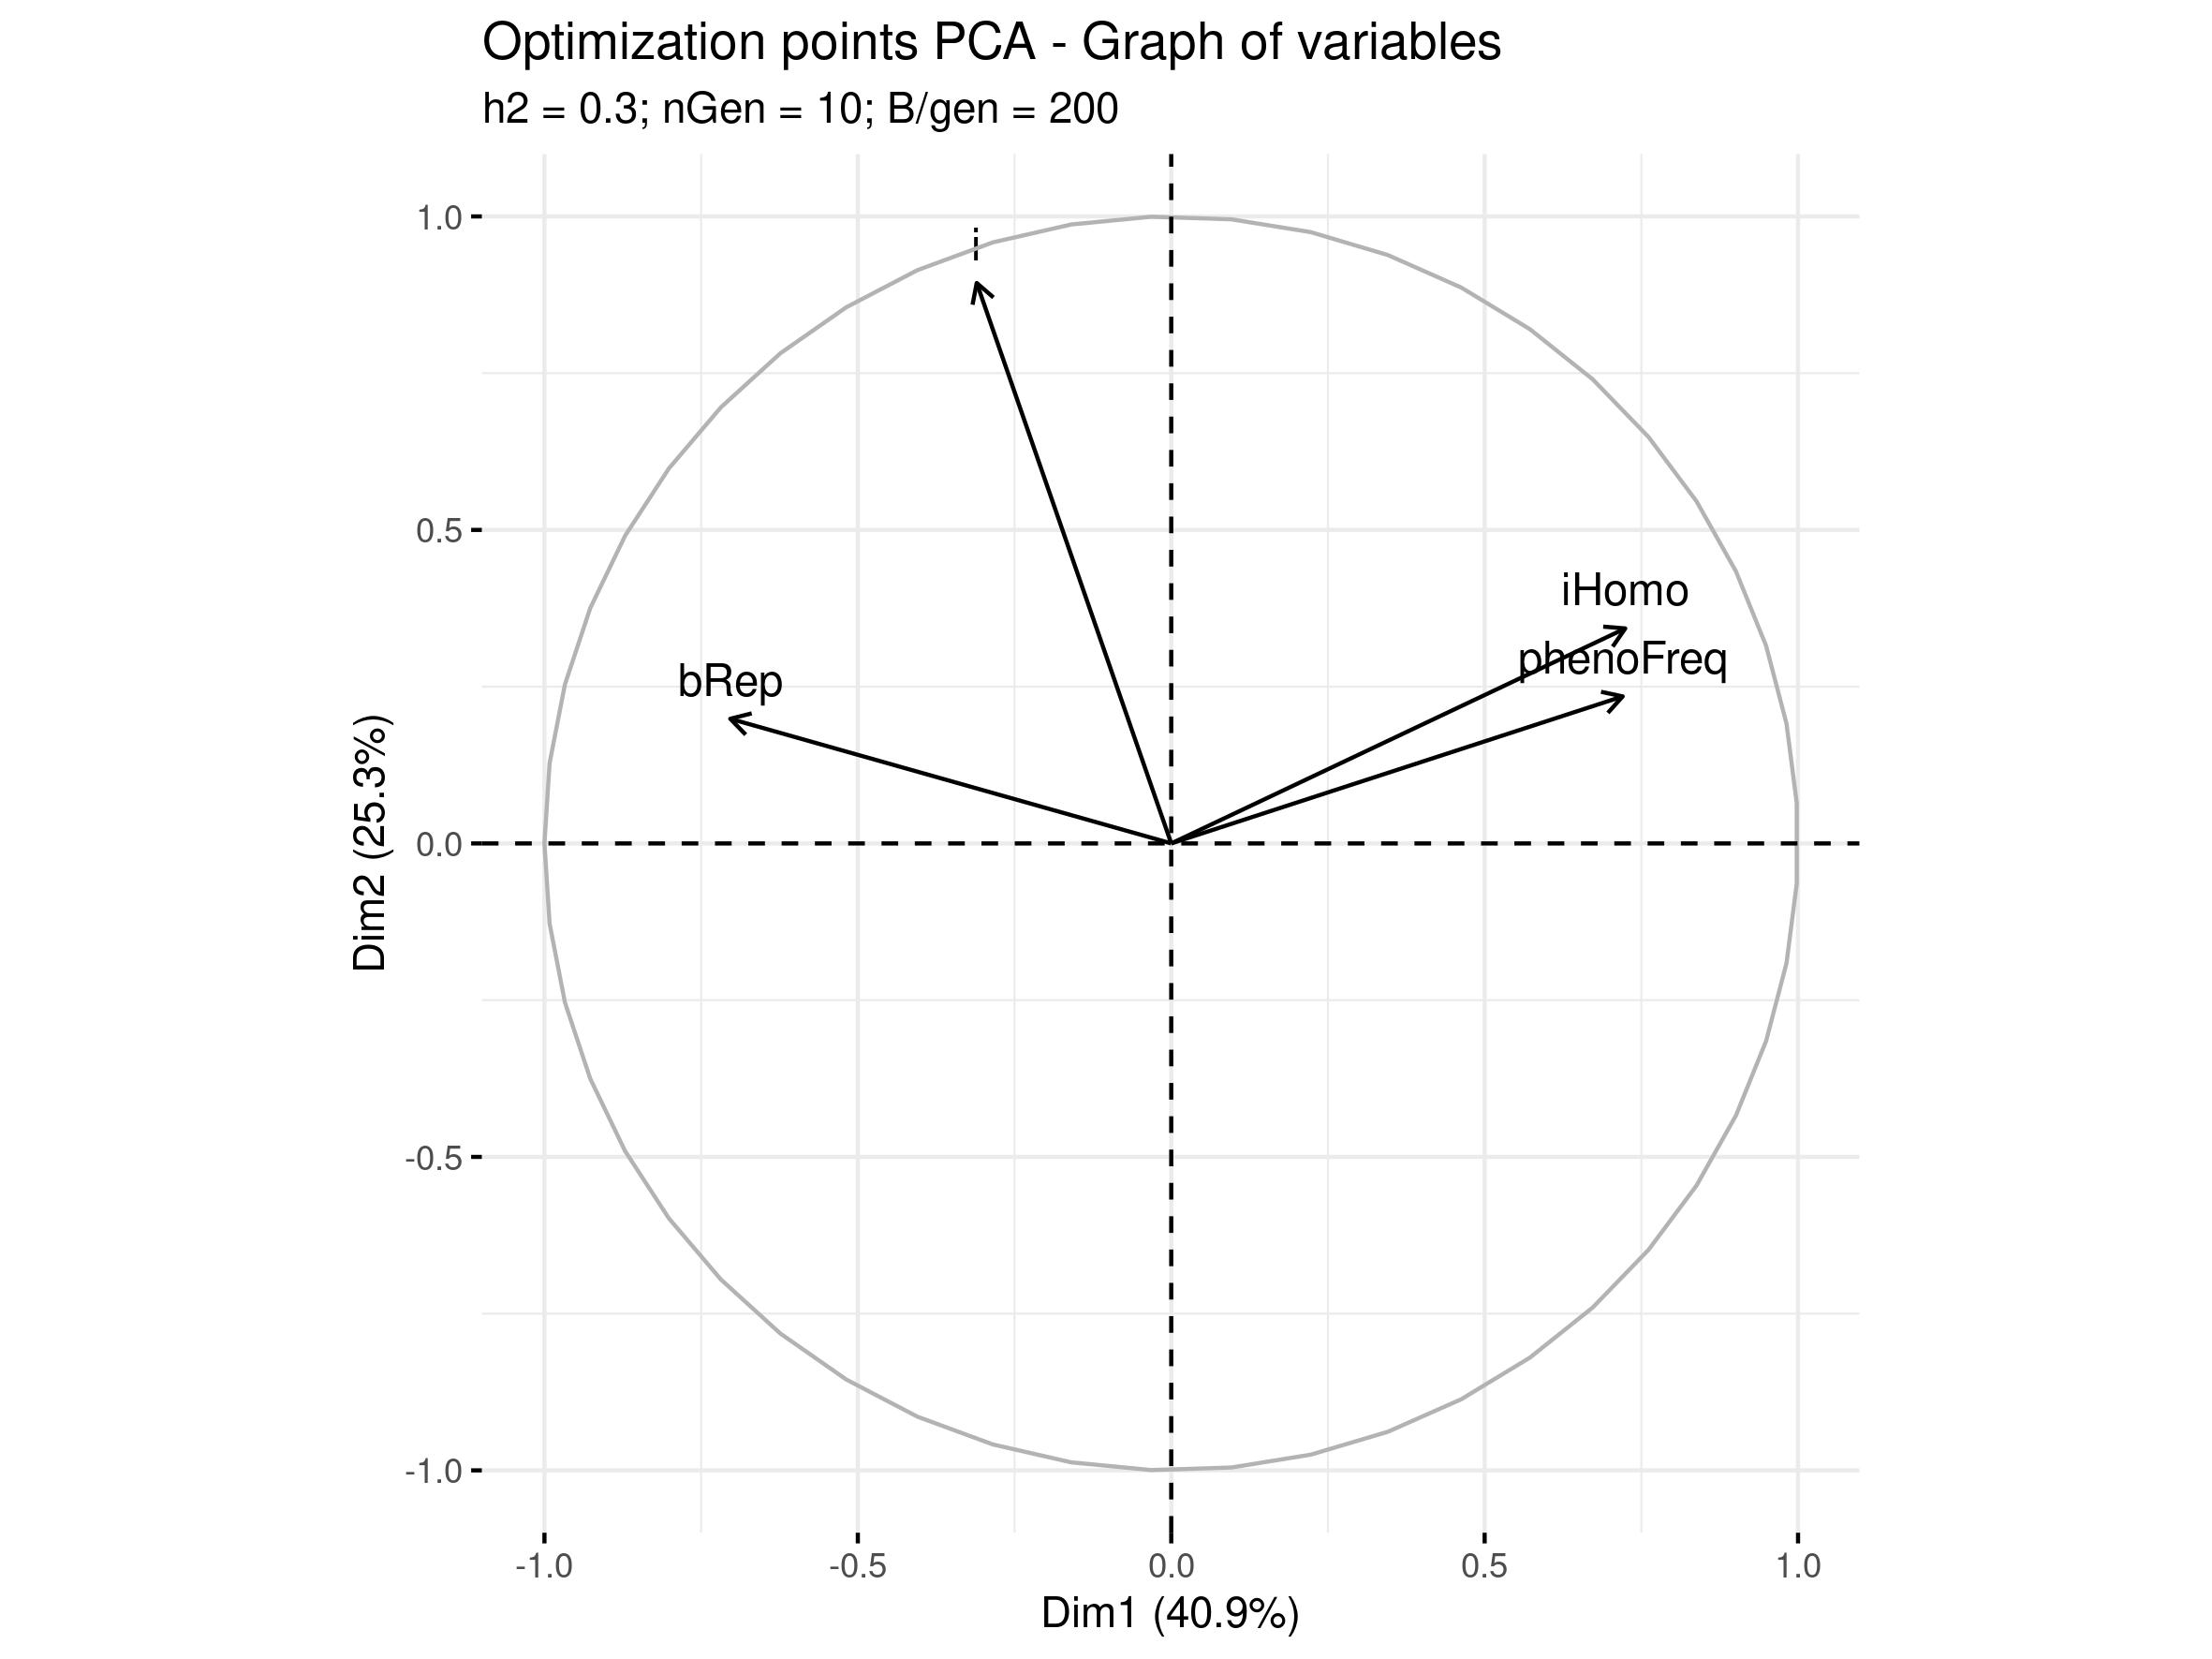 Optimization points PCA - Graph of variables
h2 = 0.3; nGen = 10; B/gen = 200
1.0
0.5
0.0
-0.5
-1.0
Dim2 (25.3%)
i
iHomo
phenoFreq
bRep
-1.0
-0.5
0.0
0.5
1.0
Dim1 (40.9%)